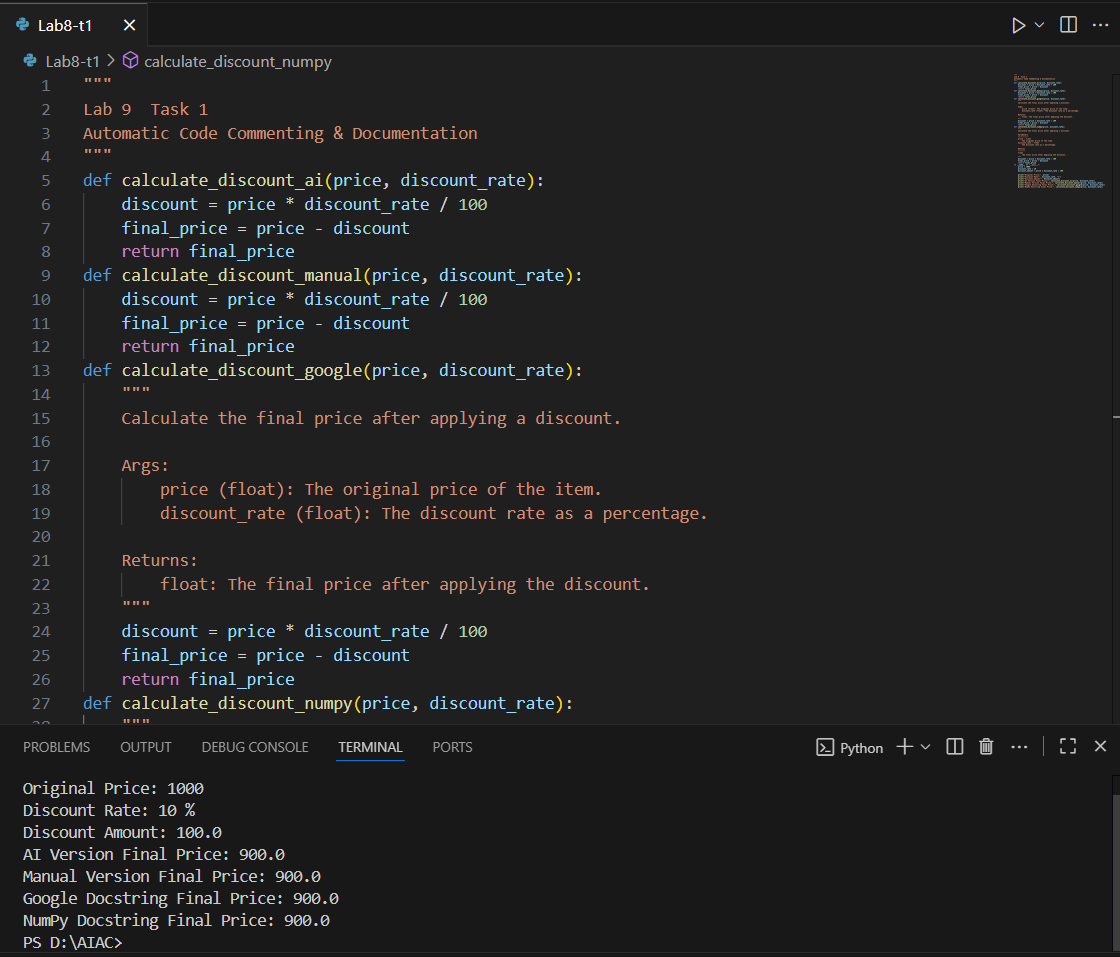 Lab8-t1
Lab8-t1 > calculate_discount_numpy
1 """
2 Lab 9  Task 1
3 Automatic Code Commenting & Documentation
4 """
5 def calculate_discount_ai(price, discount_rate):
6     discount = price * discount_rate / 100
7     final_price = price - discount
8     return final_price
9 def calculate_discount_manual(price, discount_rate):
10     discount = price * discount_rate / 100
11     final_price = price - discount
12     return final_price
13 def calculate_discount_google(price, discount_rate):
14     """
15     Calculate the final price after applying a discount.
16
17     Args:
18         price (float): The original price of the item.
19         discount_rate (float): The discount rate as a percentage.
20
21     Returns:
22         float: The final price after applying the discount.
23     """
24     discount = price * discount_rate / 100
25     final_price = price - discount
26     return final_price
27 def calculate_discount_numpy(price, discount_rate):
28     """
PROBLEMS OUTPUT DEBUG CONSOLE TERMINAL PORTS Python
Original Price: 1000
Discount Rate: 10 %
Discount Amount: 100.0
AI Version Final Price: 900.0
Manual Version Final Price: 900.0
Google Docstring Final Price: 900.0
NumPy Docstring Final Price: 900.0
PS D:\AIAC>